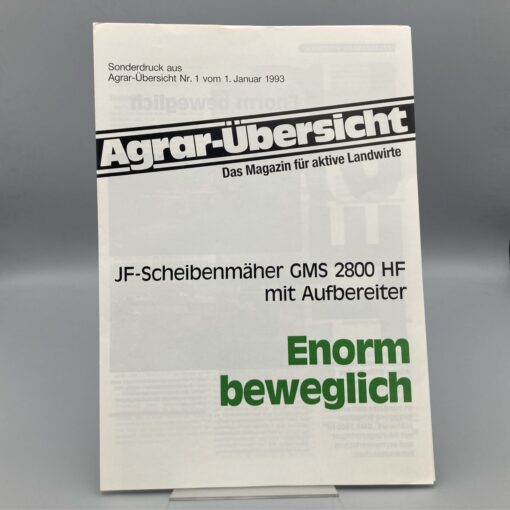 Sonderdruck aus
Agrar-Übersicht Nr. 1 vom 1. Januar 1993
Agrar-Übersicht
Das Magazin für aktive Landwirte
JF-Scheibenmäher GMS 2800 HF
mit Aufbereiter
Enorm
beweglich